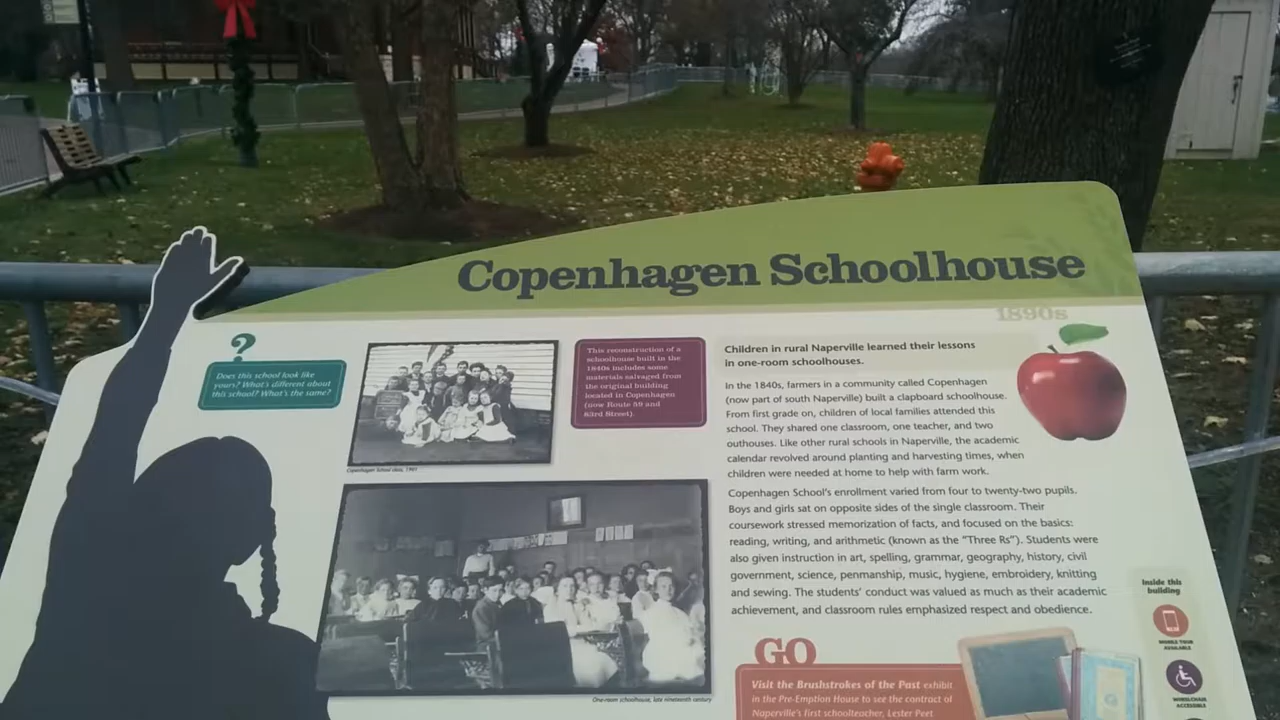 Copenhagen Schoolhouse
1890s
?
Does this school look like
yours? What's different about
this school? What's the same?
Copenhagen School class, 
This reconstruction of a
schoolhouse built in the
1840s includes some
materials salvaged from
the original building
located in Copenhagen
(now Route 59 and
83rd Street).
One-room schoolhouse, late nineteenth century
Children in rural Naperville learned their lessons
in one-room schoolhouses.
In the 1840s, farmers in a community called Copenhagen
(now part of south Naperville) built a clapboard schoolhouse.
From first grade on, children of local families attended this
school. They shared one classroom, one teacher, and two
outhouses. Like other rural schools in Naperville, the academic
calendar revolved around planting and harvesting times, when
children were needed at home to help with farm work.
Copenhagen School's enrollment varied from four to twenty-two pupils.
Boys and girls sat on opposite sides of the single classroom. Their
coursework stressed memorization of facts, and focused on the basics:
reading, writing, and arithmetic (known as the "Three Rs"). Students were
also given instruction in art, spelling, grammar, geography, history, civil
government, science, penmanship, music, hygiene, embroidery, knitting
and sewing. The students' conduct was valued as much as their academic
achievement, and classroom rules emphasized respect and obedience.
GO
Visit the Brushstrokes of the Past exhibit
in the Pre-Emption House to see the contract of
Naperville's first schoolteacher, Lester Peet
Inside this
building
MOBILE TOUR
AVAILABLE
WHEELCHAIR
ACCESSIBLE